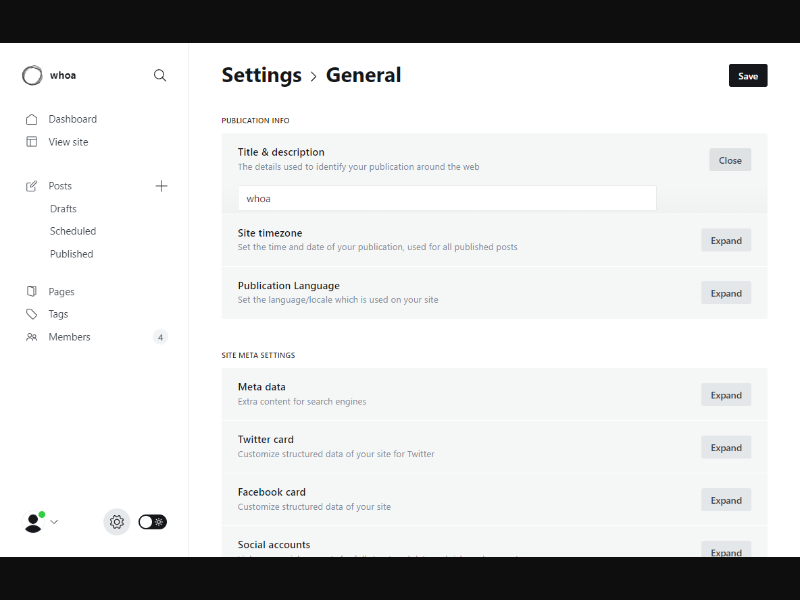 whoa
Dashboard
View site
Posts
Drafts
Scheduled
Published
Pages
Tags
Members
4
Settings > General
Save
PUBLICATION INFO
Title & description
The details used to identify your publication around the web
Close
whoa
Site timezone
Set the time and date of your publication, used for all published posts
Expand
Publication Language
Set the language/locale which is used on your site
Expand
SITE META SETTINGS
Meta data
Extra content for search engines
Expand
Twitter card
Customize structured data of your site for Twitter
Expand
Facebook card
Customize structured data of your site
Expand
Social accounts
Expand